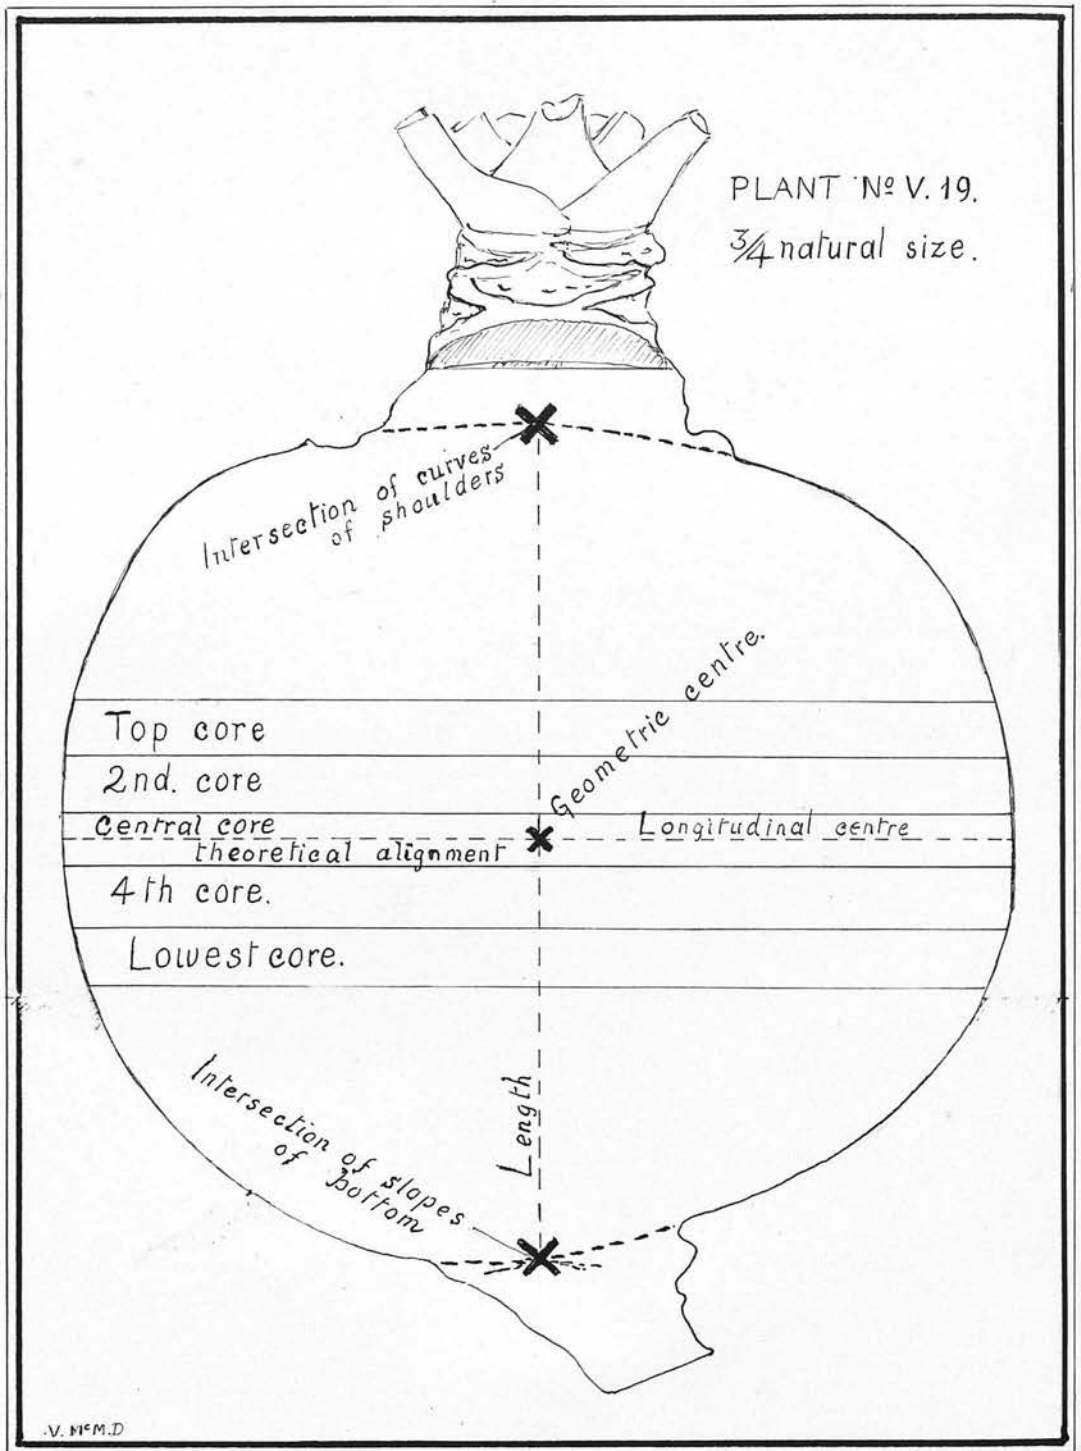 PLANT Nº V. 19.
3/4 natural size.
Intersection of curves
of shoulders
Geometric centre.
Top core
2nd. core
Central core
Longitudinal centre
theoretical alignment
4th core.
Lowest core.
Length
Intersection of slopes
of bottom
V. McM.D